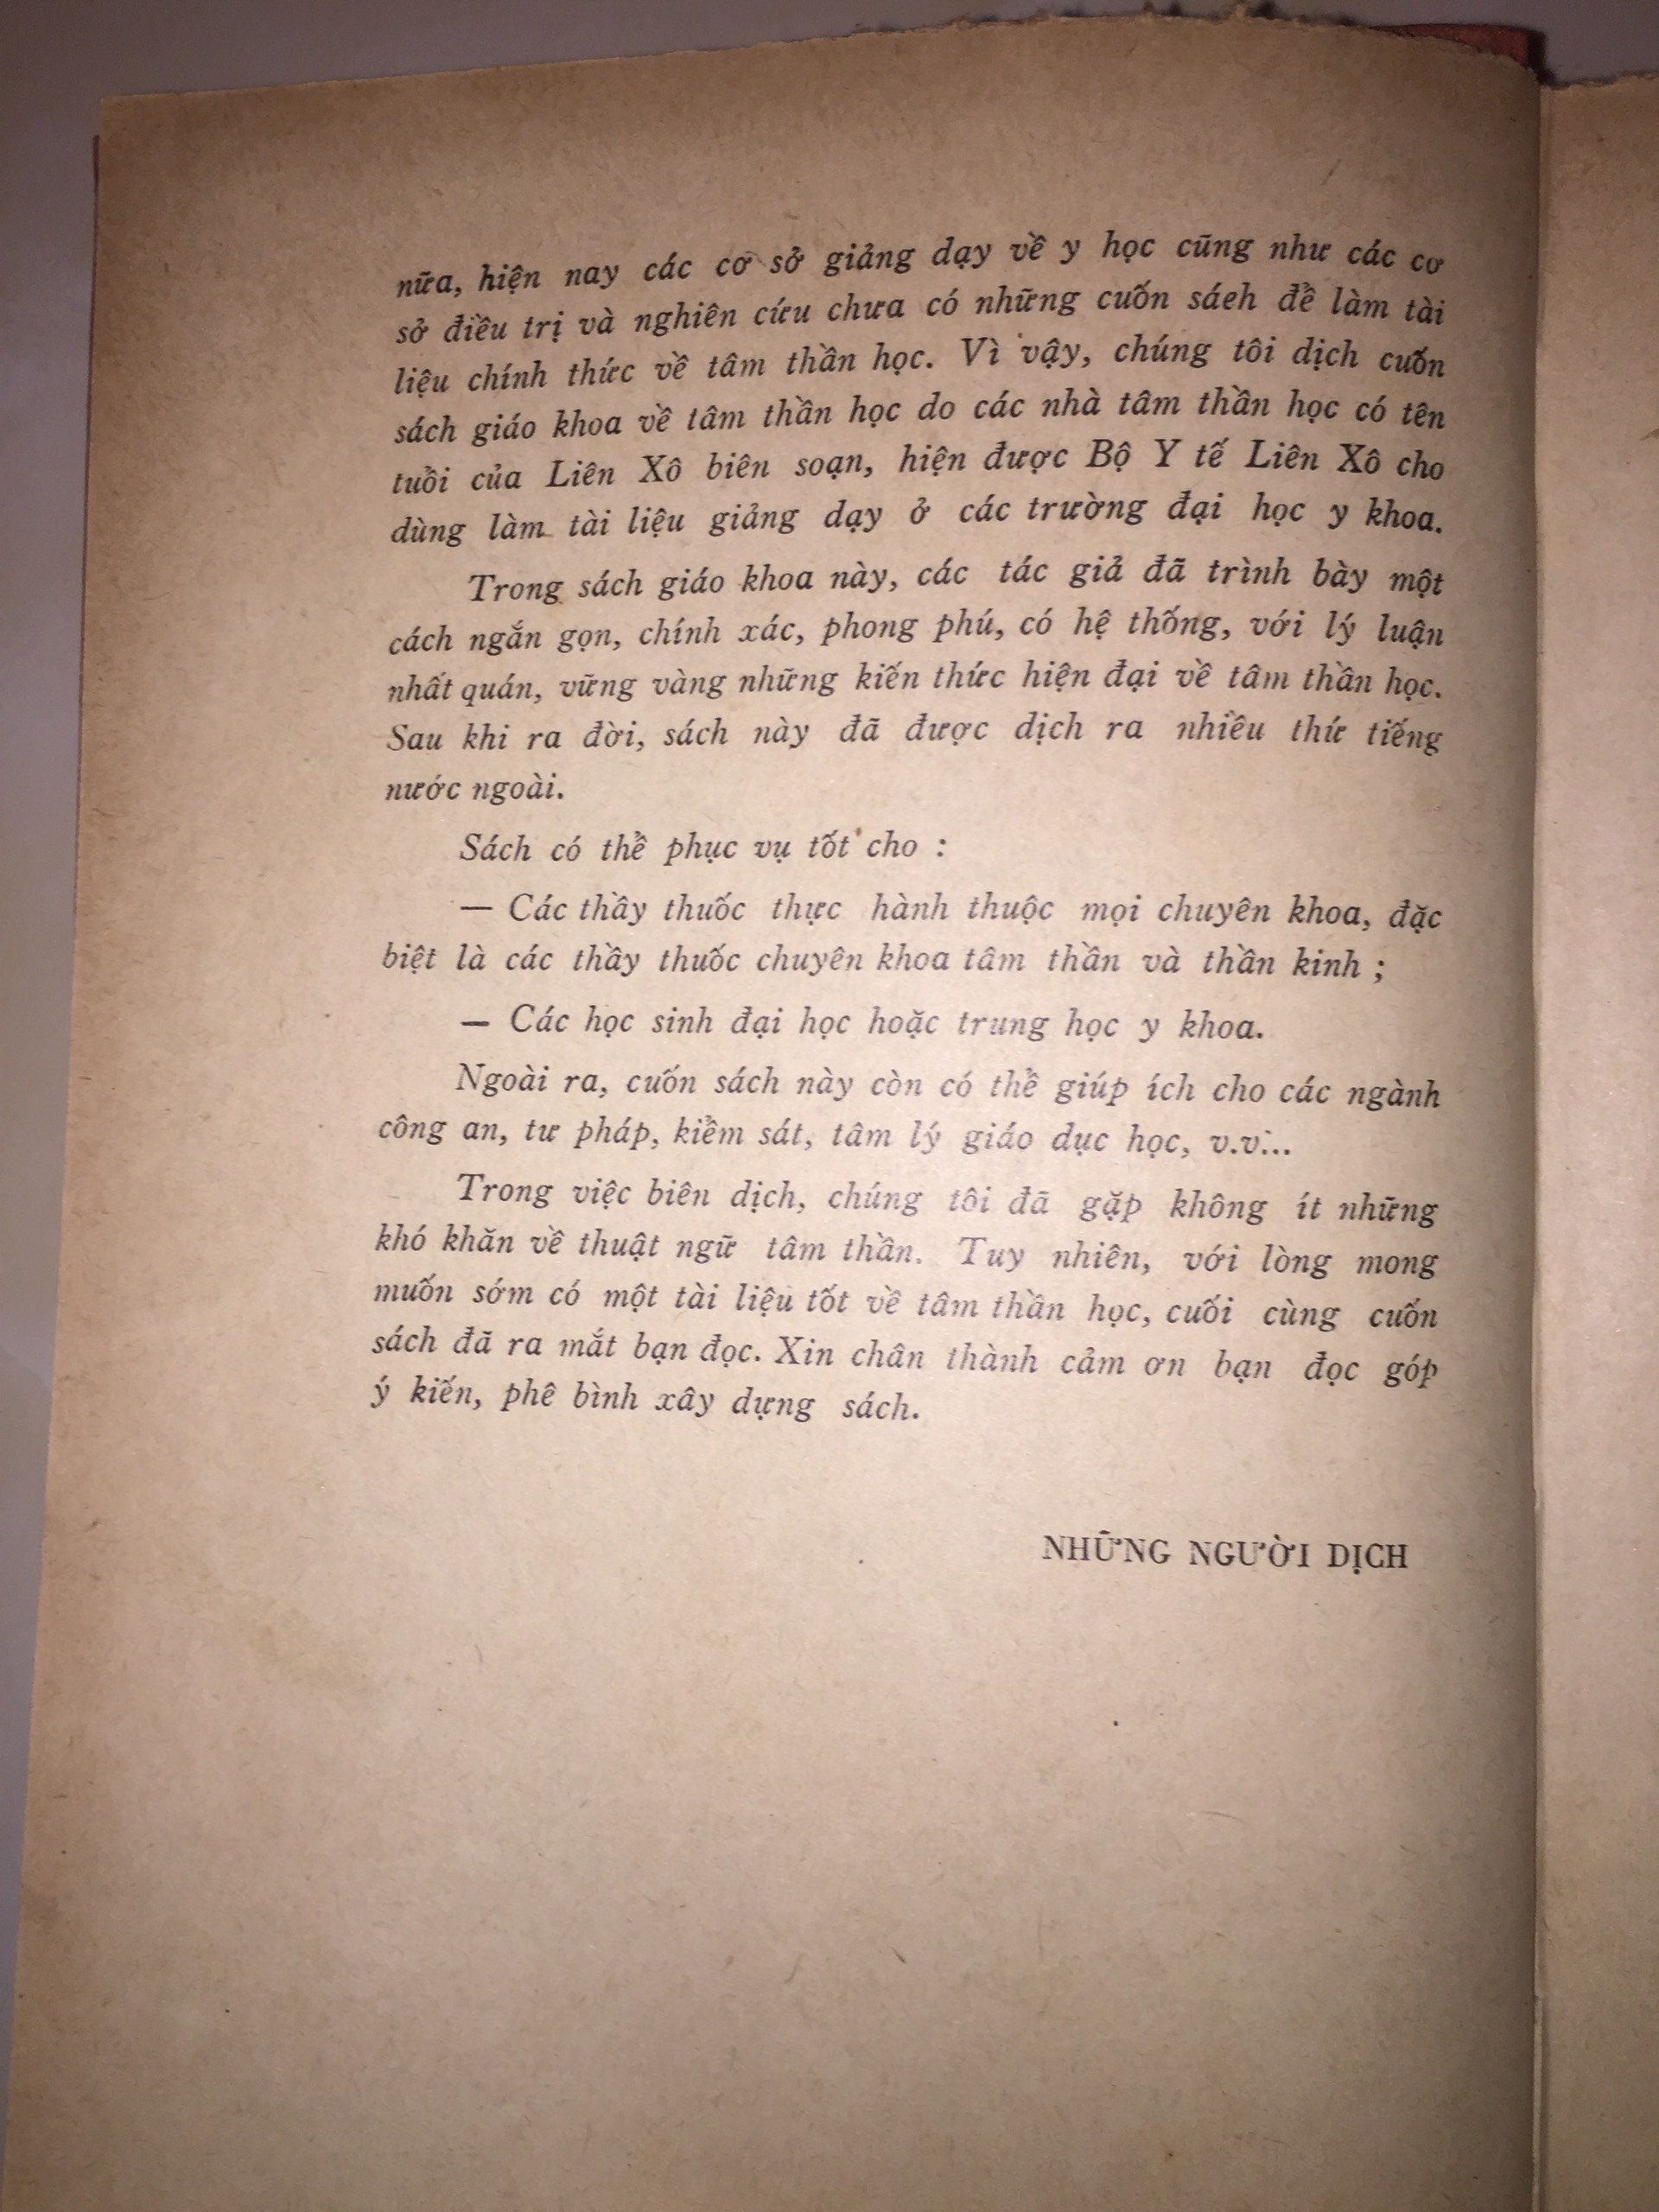 nữa, hiện nay các cơ sở giảng dạy về y học cũng như các cơ
sở điều trị và nghiên cứu chưa có những cuốn sáeh để làm tài
liệu chính thức về tâm thần học. Vì vậy, chúng tôi dịch cuốn
sách giáo khoa về tâm thần học do các nhà tâm thần học có tên
tuổi của Liên Xô biên soạn, hiện được Bộ Y tế Liên Xô cho
dùng làm tài liệu giảng dạy ở các trường đại học y khoa.
Trong sách giáo khoa này, các tác giả đã trình bày một
cách ngắn gọn, chính xác, phong phú, có hệ thống, với lý luận
nhất quán, vững vàng những kiến thức hiện đại về tâm thần học.
Sau khi ra đời, sách này đã được dịch ra nhiều thứ tiếng
nước ngoài.
Sách có thể phục vụ tốt cho :
— Các thầy thuốc thực hành thuộc mọi chuyên khoa, đặc
biệt là các thầy thuốc chuyên khoa tâm thần và thần kinh ;
— Các học sinh đại học hoặc trung học y khoa.
Ngoài ra, cuốn sách này còn có thể giúp ích cho các ngành
công an, tư pháp, kiểm sát, tâm lý giáo dục học, v.v...
Trong việc biên dịch, chúng tôi đã gặp không ít những
khó khăn về thuật ngữ tâm thần. Tuy nhiên, với lòng mong
muốn sớm có một tài liệu tốt về tâm thần học, cuối cùng cuốn
sách đã ra mắt bạn đọc. Xin chân thành cảm ơn bạn đọc góp
ý kiến, phê bình xây dựng sách.
NHỮNG NGƯỜI DỊCH